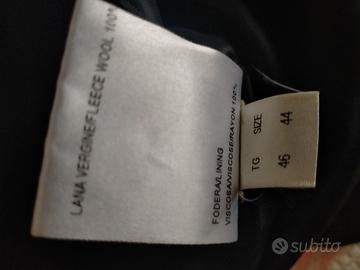 LANA VERGINE/FLEECE WOOL 100%
FODERA/LINING
VISCOSA/VISCOSE/RAYON 100%
SIZE 44
TG 46
subito